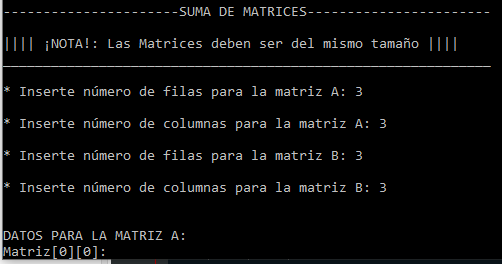 ----------------------SUMA DE MATRICES-----------------------
|||| ¡NOTA!: Las Matrices deben ser del mismo tamaño ||||
_____________________________________________________________
* Inserte número de filas para la matriz A: 3
* Inserte número de columnas para la matriz A: 3
* Inserte número de filas para la matriz B: 3
* Inserte número de columnas para la matriz B: 3
DATOS PARA LA MATRIZ A:
Matriz[0][0]: